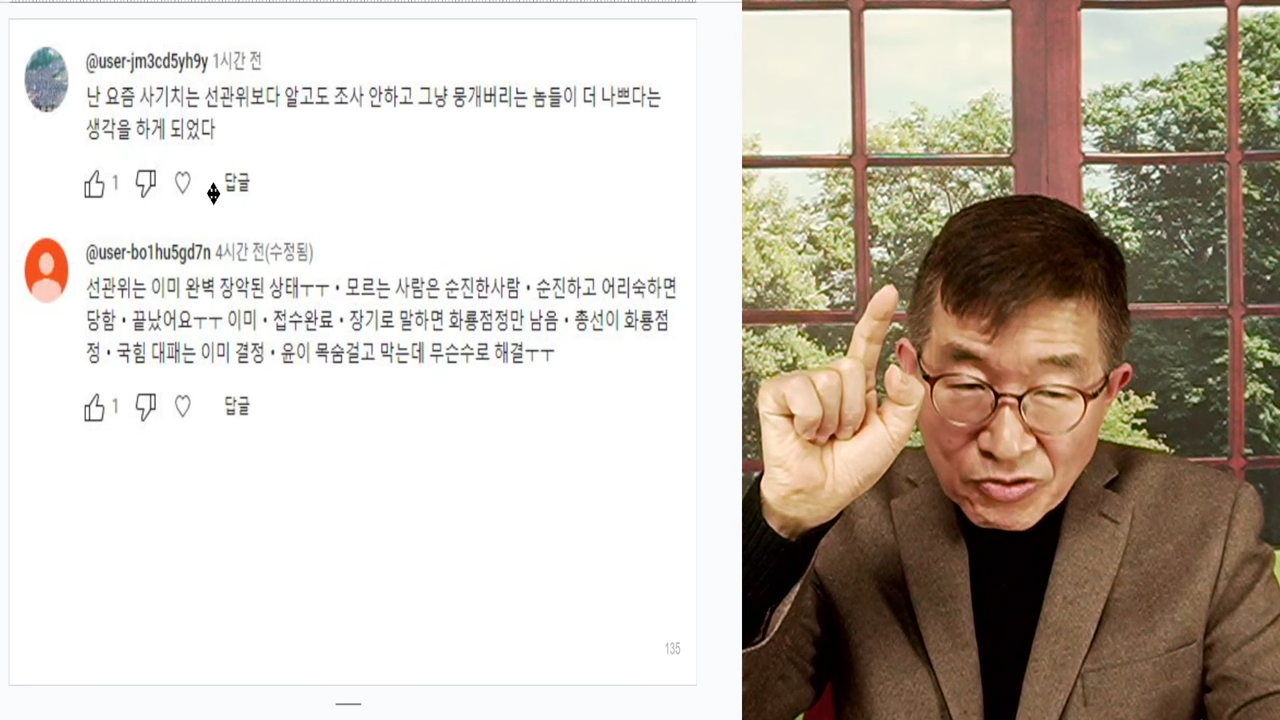 @user-jm3cd5yh9y 1시간 전
난 요즘 사기치는 선관위보다 알고도 조사 안하고 그냥 뭉개버리는 놈들이 더 나쁘다는
생각을 하게 되었다
1 답글
@user-bo1hu5gd7n 4시간 전(수정됨)
선관위는 이미 완벽 장악된 상태ㅜㅜ・모르는 사람은 순진한사람・순진하고 어리숙하면
당함・끝났어요ㅜㅜ 이미・접수완료・장기로 말하면 화룡점정만 남음・총선이 화룡점
정・국힘 대패는 이미 결정・윤이 목숨걸고 막는데 무슨수로 해결ㅜㅜ
1 답글
135